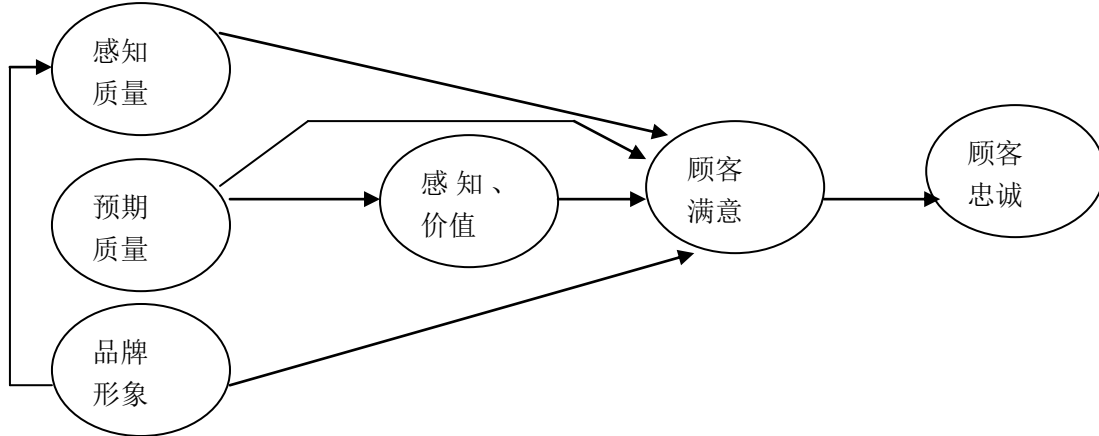 感知
质量
预期
质量
品牌
形象
感知、
价值
顾客
满意
顾客
忠诚